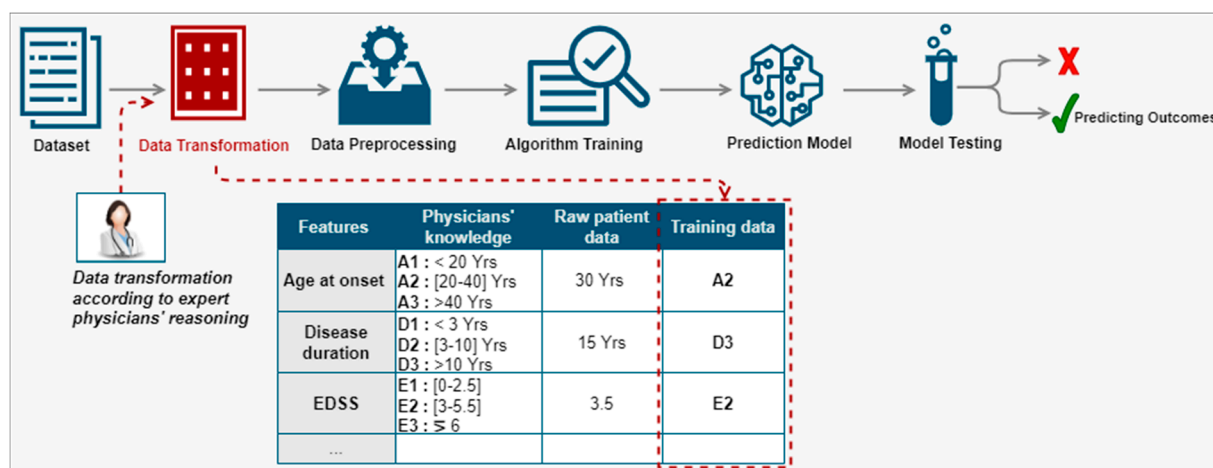 Dataset
Data Transformation
Data Preprocessing
Algorithm Training
Prediction Model
Model Testing
X
Predicting Outcomes
Data transformation
according to expert
physicians' reasoning
Features
Physicians'
knowledge
Raw patient
data
Training data
Age at onset
A1 : < 20 Yrs
A2 : [20-40] Yrs
A3 : >40 Yrs
30 Yrs
A2
Disease
duration
D1 : < 3 Yrs
D2 : [3-10] Yrs
D3 : >10 Yrs
15 Yrs
D3
EDSS
E1 : [0-2.5]
E2 : [3-5.5]
E3 : ⋝ 6
3.5
E2
...